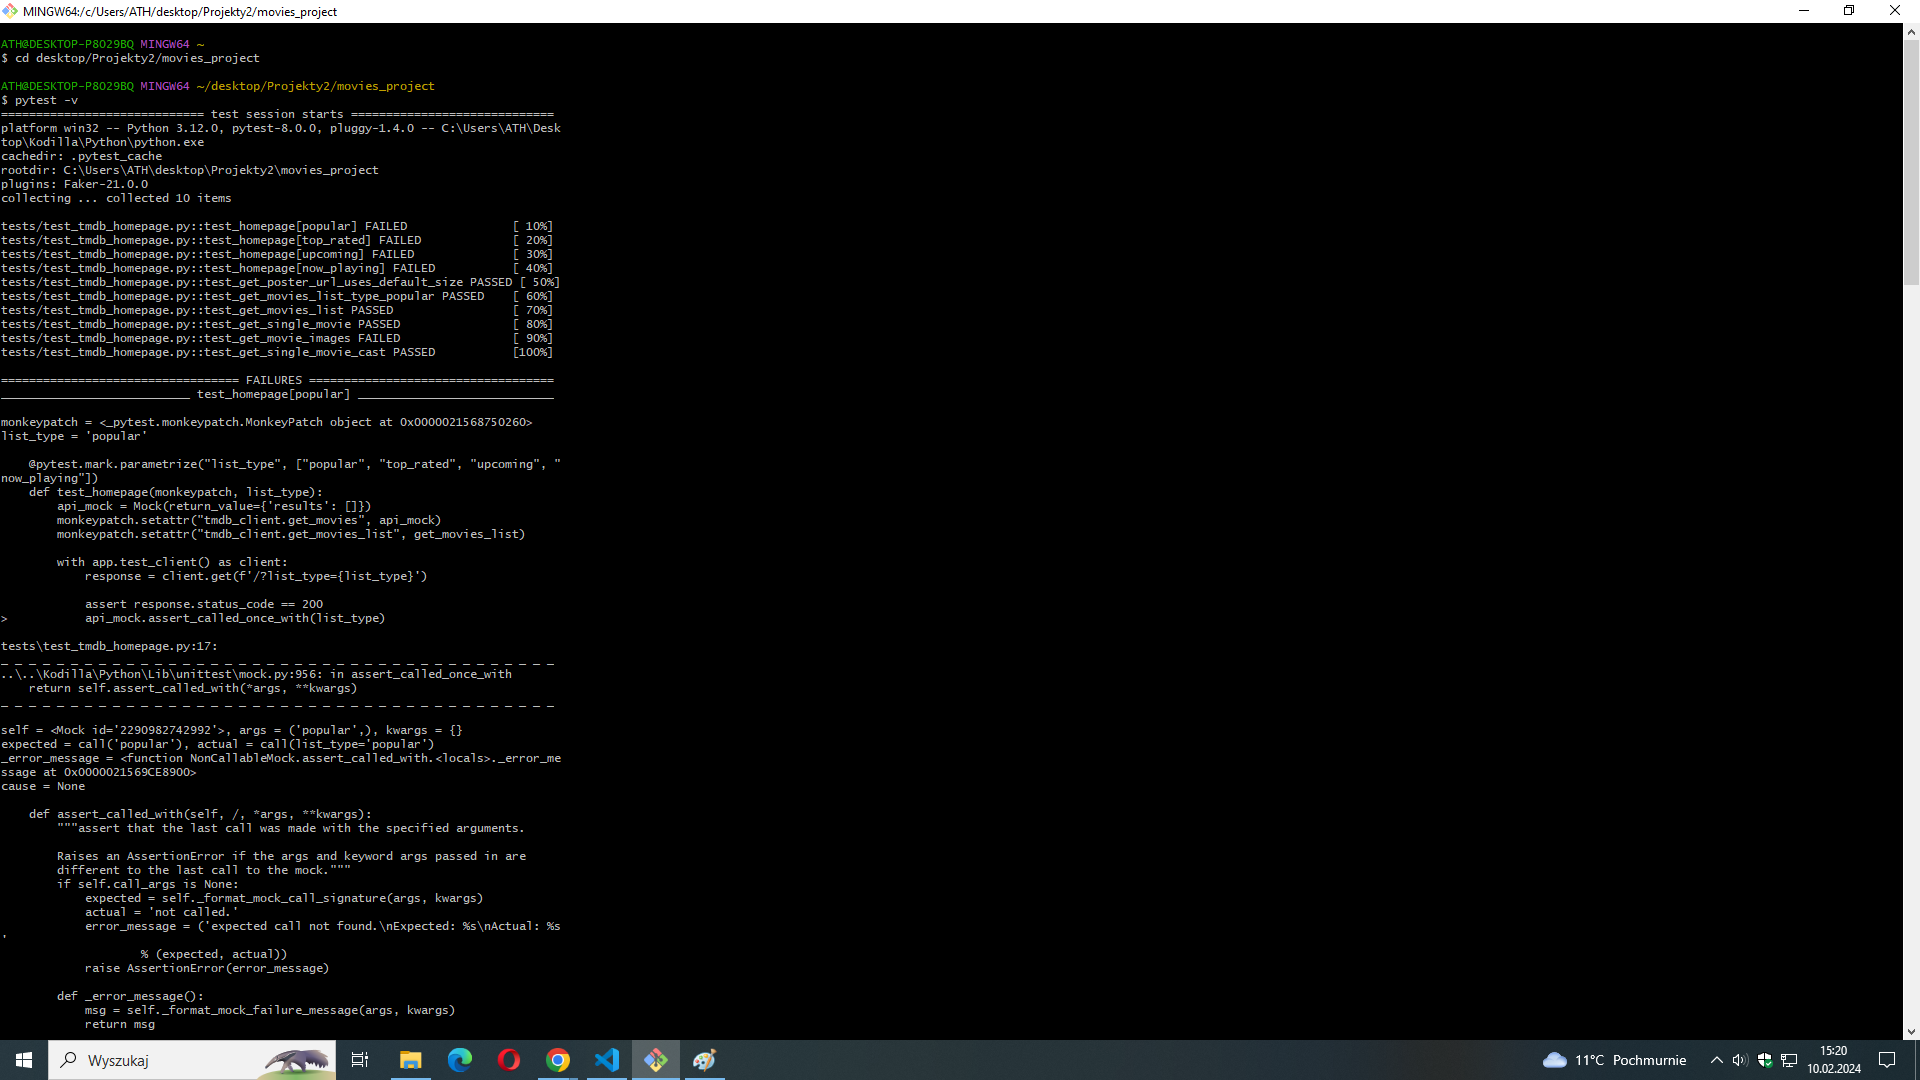 MINGW64:/c/Users/ATH/desktop/Projekty2/movies_project
ATH@DESKTOP-P8O29BQ MINGW64 ~
$ cd desktop/Projekty2/movies_project
ATH@DESKTOP-P8O29BQ MINGW64 ~/desktop/Projekty2/movies_project
$ pytest -v
============================= test session starts =============================
platform win32 -- Python 3.12.0, pytest-8.0.0, pluggy-1.4.0 -- C:\Users\ATH\Desk
top\Kodilla\Python\python.exe
cachedir: .pytest_cache
rootdir: C:\Users\ATH\desktop\Projekty2\movies_project
plugins: Faker-21.0.0
collecting ... collected 10 items
tests/test_tmdb_homepage.py::test_homepage[popular] FAILED               [ 10%]
tests/test_tmdb_homepage.py::test_homepage[top_rated] FAILED             [ 20%]
tests/test_tmdb_homepage.py::test_homepage[upcoming] FAILED              [ 30%]
tests/test_tmdb_homepage.py::test_homepage[now_playing] FAILED           [ 40%]
tests/test_tmdb_homepage.py::test_get_poster_url_uses_default_size PASSED [ 50%]
tests/test_tmdb_homepage.py::test_get_movies_list_type_popular PASSED    [ 60%]
tests/test_tmdb_homepage.py::test_get_movies_list PASSED                 [ 70%]
tests/test_tmdb_homepage.py::test_get_single_movie PASSED                [ 80%]
tests/test_tmdb_homepage.py::test_get_movie_images FAILED                [ 90%]
tests/test_tmdb_homepage.py::test_get_single_movie_cast PASSED           [100%]
================================== FAILURES ===================================
___________________________ test_homepage[popular] ____________________________
monkeypatch = <_pytest.monkeypatch.MonkeyPatch object at 0x0000021568750260>
list_type = 'popular'
    @pytest.mark.parametrize("list_type", ["popular", "top_rated", "upcoming", "
now_playing"])
    def test_homepage(monkeypatch, list_type):
        api_mock = Mock(return_value={'results': []})
        monkeypatch.setattr("tmdb_client.get_movies", api_mock)
        monkeypatch.setattr("tmdb_client.get_movies_list", get_movies_list)
        with app.test_client() as client:
            response = client.get(f'/?list_type={list_type}')
            assert response.status_code == 200
>           api_mock.assert_called_once_with(list_type)
tests\test_tmdb_homepage.py:17:
_ _ _ _ _ _ _ _ _ _ _ _ _ _ _ _ _ _ _ _ _ _ _ _ _ _ _ _ _ _ _ _ _ _ _ _ _ _ _ _
..\..\Kodilla\Python\Lib\unittest\mock.py:956: in assert_called_once_with
    return self.assert_called_with(*args, **kwargs)
_ _ _ _ _ _ _ _ _ _ _ _ _ _ _ _ _ _ _ _ _ _ _ _ _ _ _ _ _ _ _ _ _ _ _ _ _ _ _ _
self = <Mock id='2290982742992'>, args = ('popular',), kwargs = {}
expected = call('popular'), actual = call(list_type='popular')
_error_message = <function NonCallableMock.assert_called_with.<locals>._error_me
ssage at 0x0000021569CE8900>
cause = None
    def assert_called_with(self, /, *args, **kwargs):
        """assert that the last call was made with the specified arguments.
        Raises an AssertionError if the args and keyword args passed in are
        different to the last call to the mock."""
        if self.call_args is None:
            expected = self._format_mock_call_signature(args, kwargs)
            actual = 'not called.'
            error_message = ('expected call not found.\nExpected: %s\nActual: %s
'
                    % (expected, actual))
            raise AssertionError(error_message)
        def _error_message():
            msg = self._format_mock_failure_message(args, kwargs)
            return msg
Wyszukaj
11°C Pochmurnie
15:20
10.02.2024